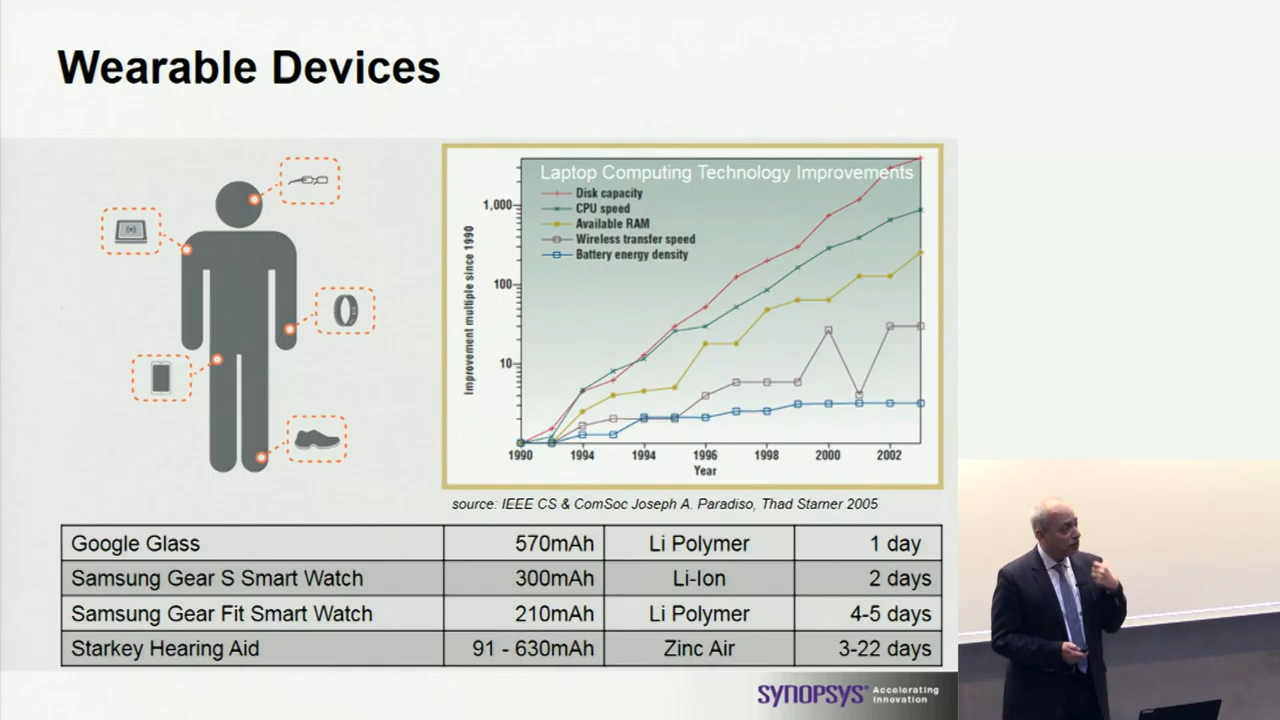 Wearable Devices
Laptop Computing Technology Improvements
Disk capacity
CPU speed
Available RAM
Wireless transfer speed
Battery energy density
Improvement multiple since 1990
1,000
100
10
1990
1994
1994
1996
1998
2000
2002
Year
source: IEEE CS & ComSoc Joseph A. Paradiso, Thad Starner 2005
Google Glass 570mAh Li Polymer 1 day
Samsung Gear S Smart Watch 300mAh Li-Ion 2 days
Samsung Gear Fit Smart Watch 210mAh Li Polymer 4-5 days
Starkey Hearing Aid 91 - 630mAh Zinc Air 3-22 days
SYNOPSYS Accelerating
Innovation